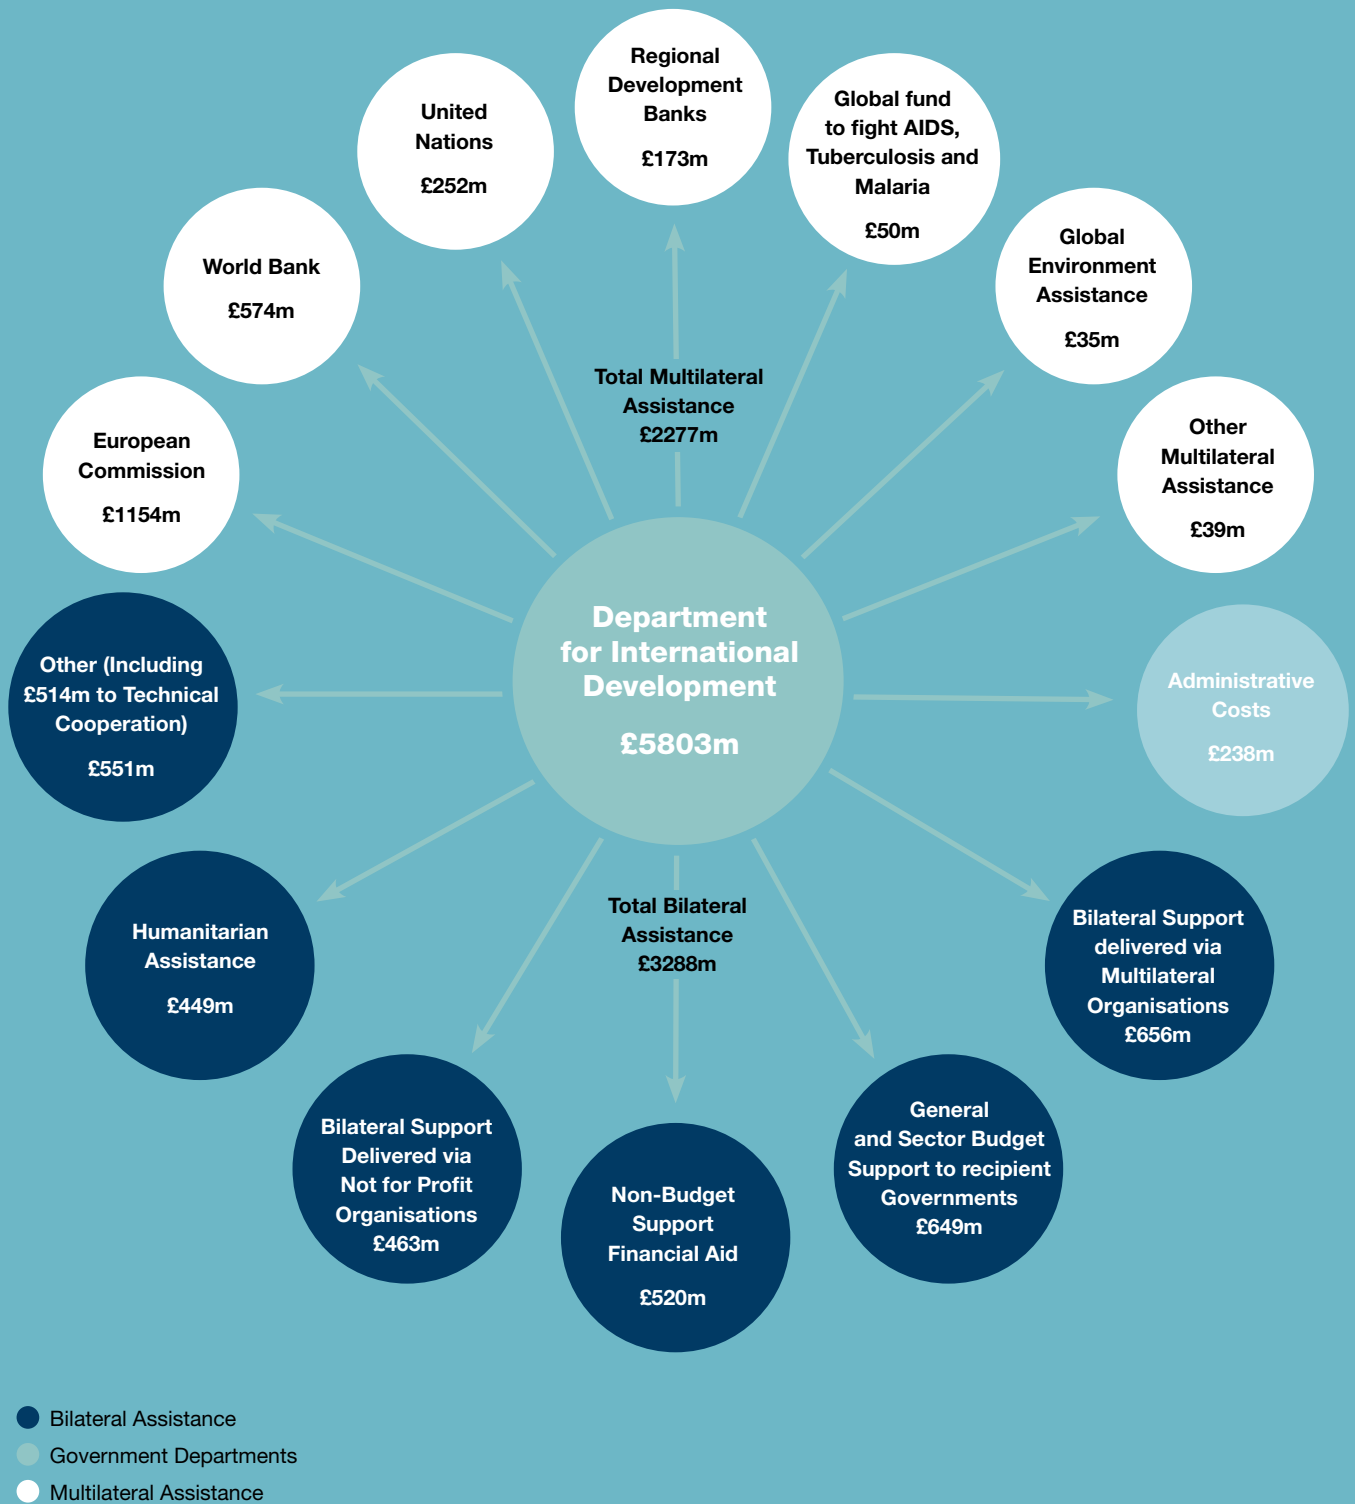 Regional
Development
Banks
£173m
United
Nations
£252m
Global fund
to fight AIDS,
Tuberculosis and
Malaria
£50m
World Bank
£574m
Global
Environment
Assistance
£35m
Total Multilateral
Assistance
£2277m
European
Commission
£1154m
Other
Multilateral
Assistance
£39m
Department
for International
Development
£5803m
Other (Including
£514m to Technical
Cooperation)
£551m
Administrative
Costs
£238m
Total Bilateral
Assistance
£3288m
Humanitarian
Assistance
£449m
Bilateral Support
delivered via
Multilateral
Organisations
£656m
Bilateral Support
Delivered via
Not for Profit
Organisations
£463m
Non-Budget
Support
Financial Aid
£520m
General
and Sector Budget
Support to recipient
Governments
£649m
Bilateral Assistance
Government Departments
Multilateral Assistance